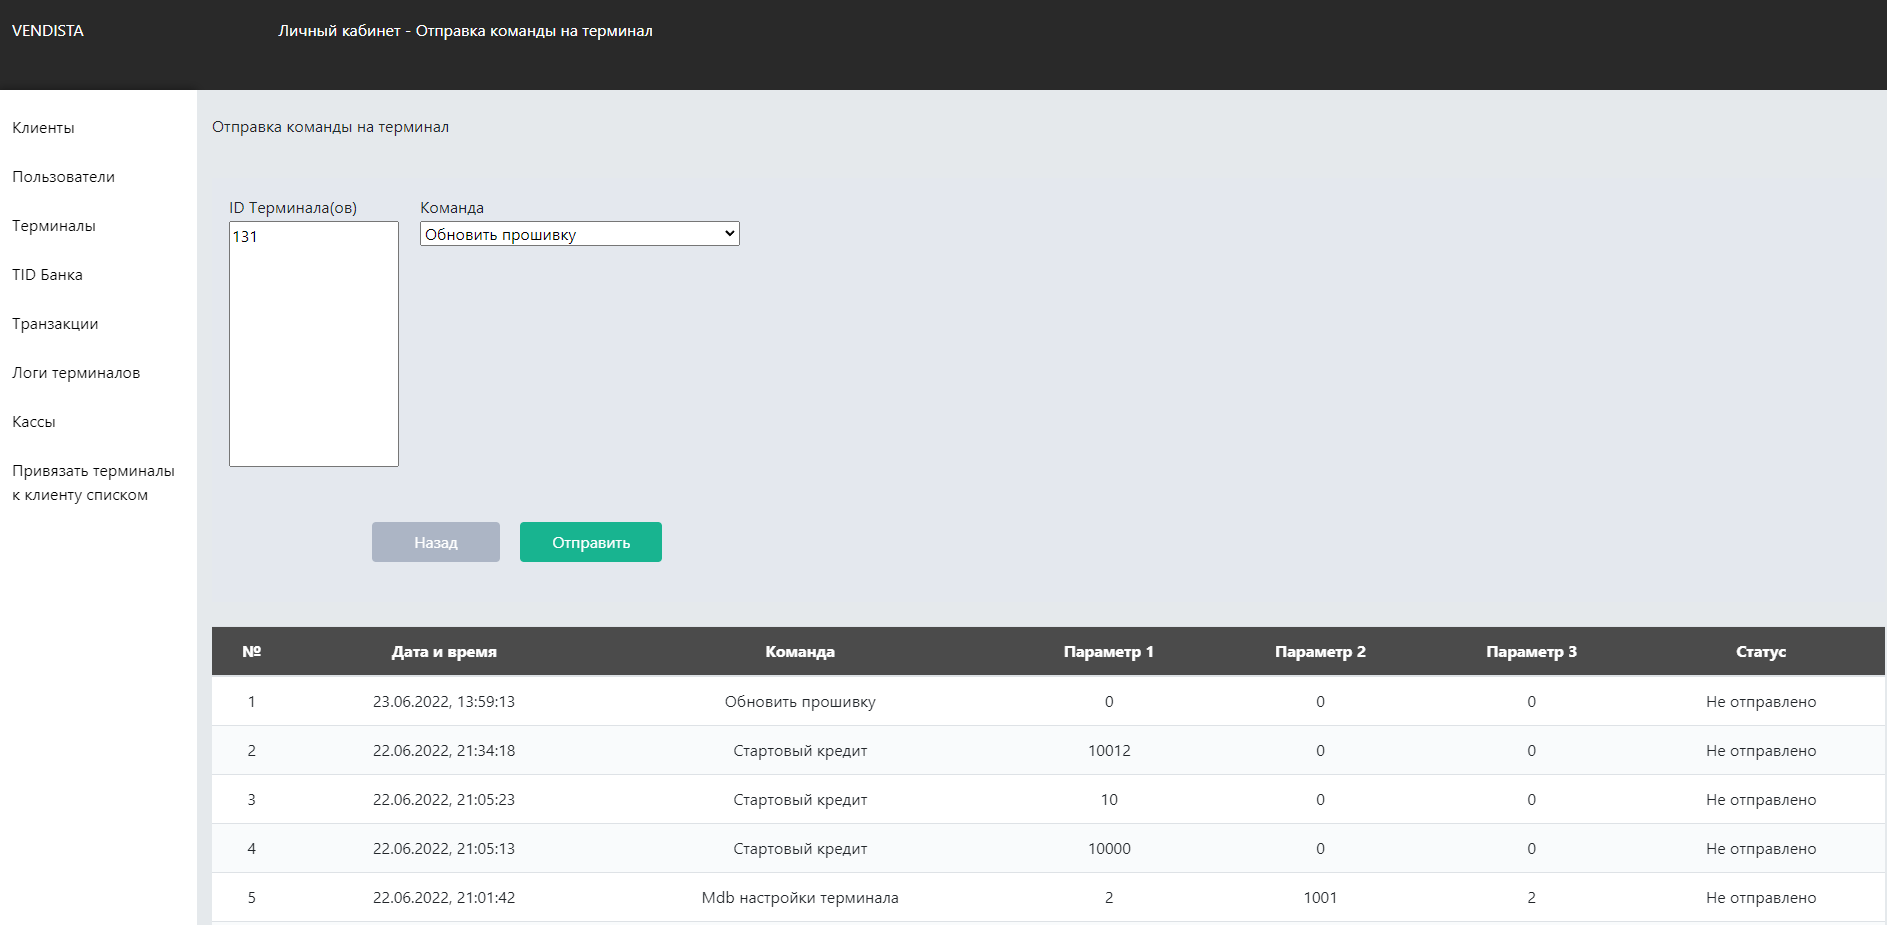 VENDISTA
Личный кабинет - Отправка команды на терминал
Клиенты
Пользователи
Терминалы
TID Банка
Транзакции
Логи терминалов
Кассы
Привязать терминалы
к клиенту списком
Отправка команды на терминал
ID Терминала(ов) Команда
131 Обновить прошивку
Назад Отправить
№ Дата и время Команда Параметр 1 Параметр 2 Параметр 3 Статус
1 23.06.2022, 13:59:13 Обновить прошивку 0 0 0 Не отправлено
2 22.06.2022, 21:34:18 Стартовый кредит 10012 0 0 Не отправлено
3 22.06.2022, 21:05:23 Стартовый кредит 10 0 0 Не отправлено
4 22.06.2022, 21:05:13 Стартовый кредит 10000 0 0 Не отправлено
5 22.06.2022, 21:01:42 Mdb настройки терминала 2 1001 2 Не отправлено